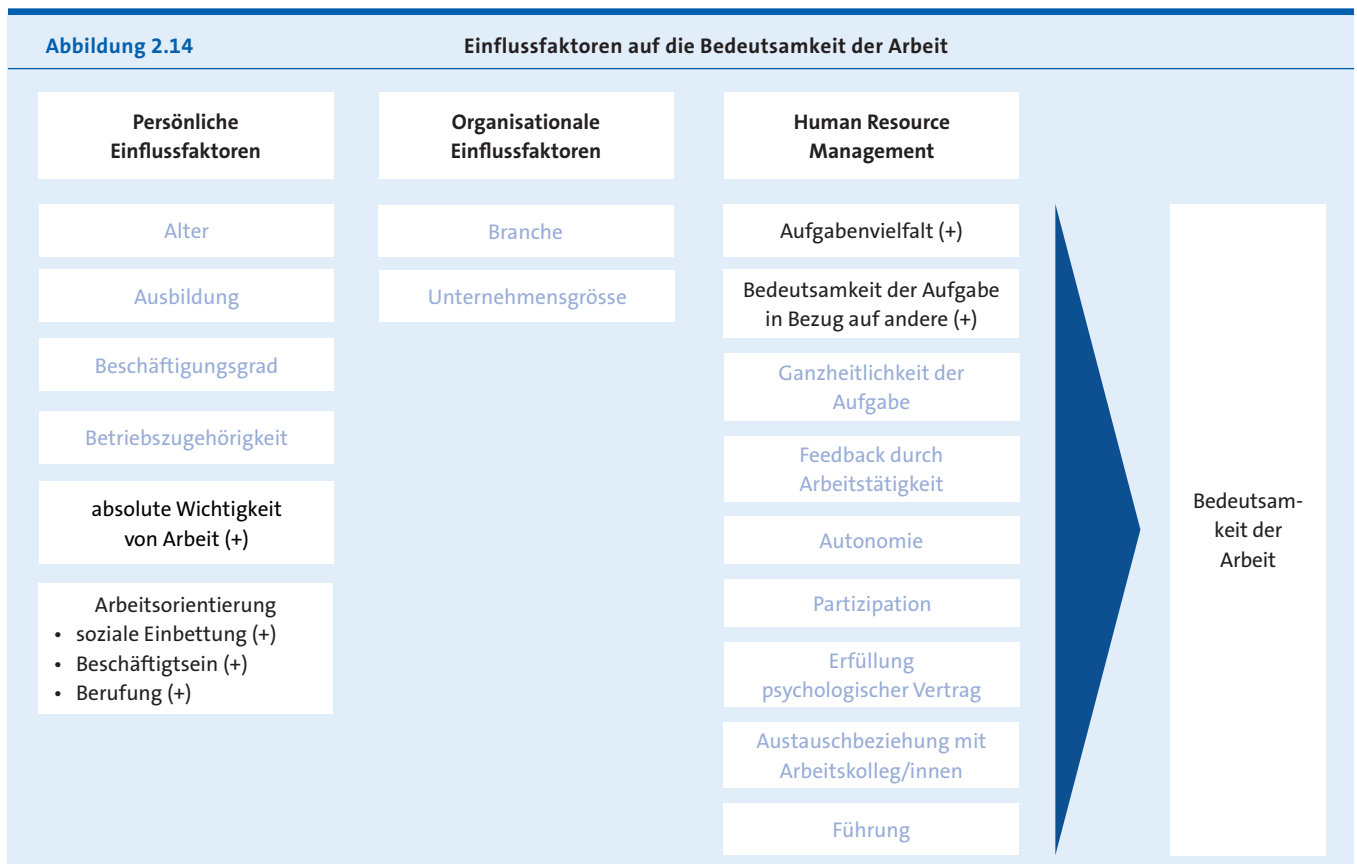 Abbildung 2.14
Einflussfaktoren auf die Bedeutsamkeit der Arbeit
Persönliche
Einflussfaktoren
Alter
Ausbildung
Beschäftigungsgrad
Betriebszugehörigkeit
absolute Wichtigkeit
von Arbeit (+)
Arbeitsorientierung
• soziale Einbettung (+)
• Beschäftigtsein (+)
• Berufung (+)
Organisationale
Einflussfaktoren
Branche
Unternehmensgrösse
Human Resource
Management
Aufgabenvielfalt (+)
Bedeutsamkeit der Aufgabe
in Bezug auf andere (+)
Ganzheitlichkeit der
Aufgabe
Feedback durch
Arbeitstätigkeit
Autonomie
Partizipation
Erfüllung
psychologischer Vertrag
Austauschbeziehung mit
Arbeitskolleg/innen
Führung
Bedeutsam-
keit der
Arbeit